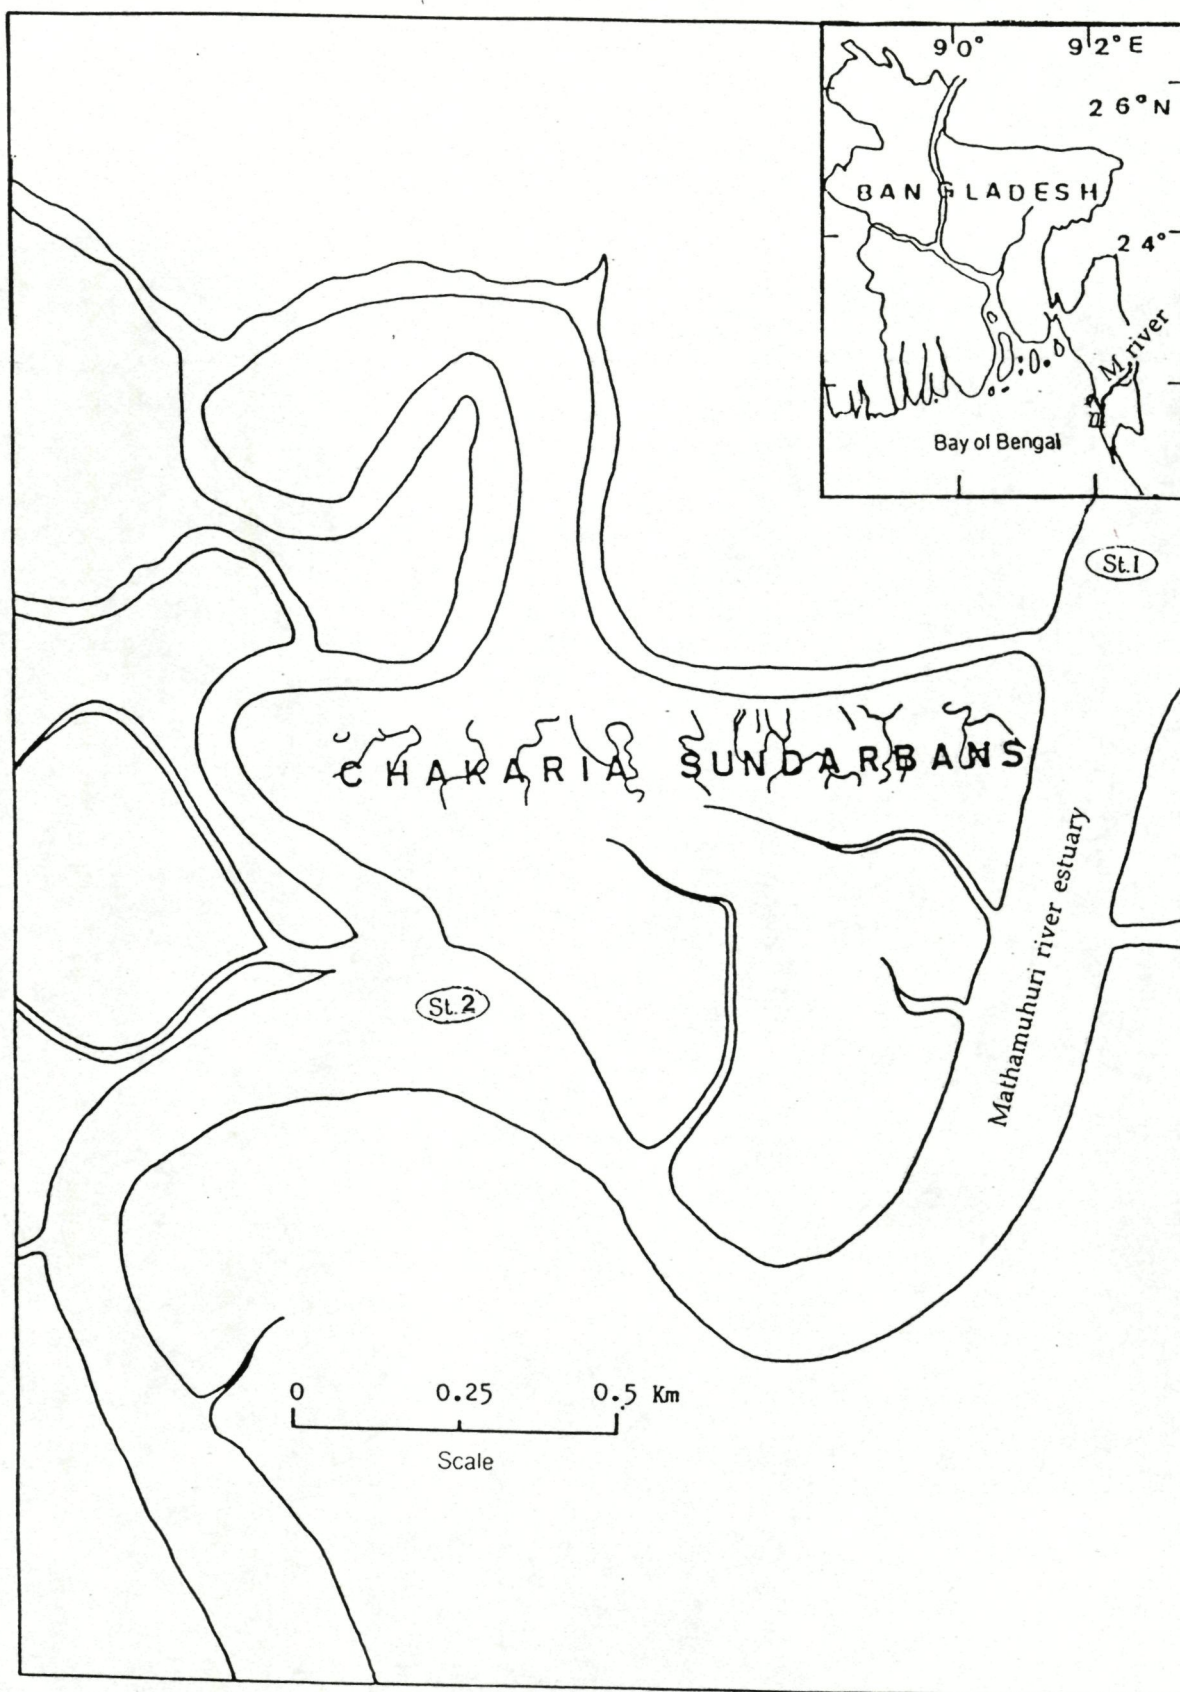 90° 92°E
26°N
BANGLADESH
24°
M. river
Bay of Bengal
St.1
CHAKARIA SUNDARBANS
Mathamuhuri river estuary
St.2
0 0.25 0.5 Km
Scale